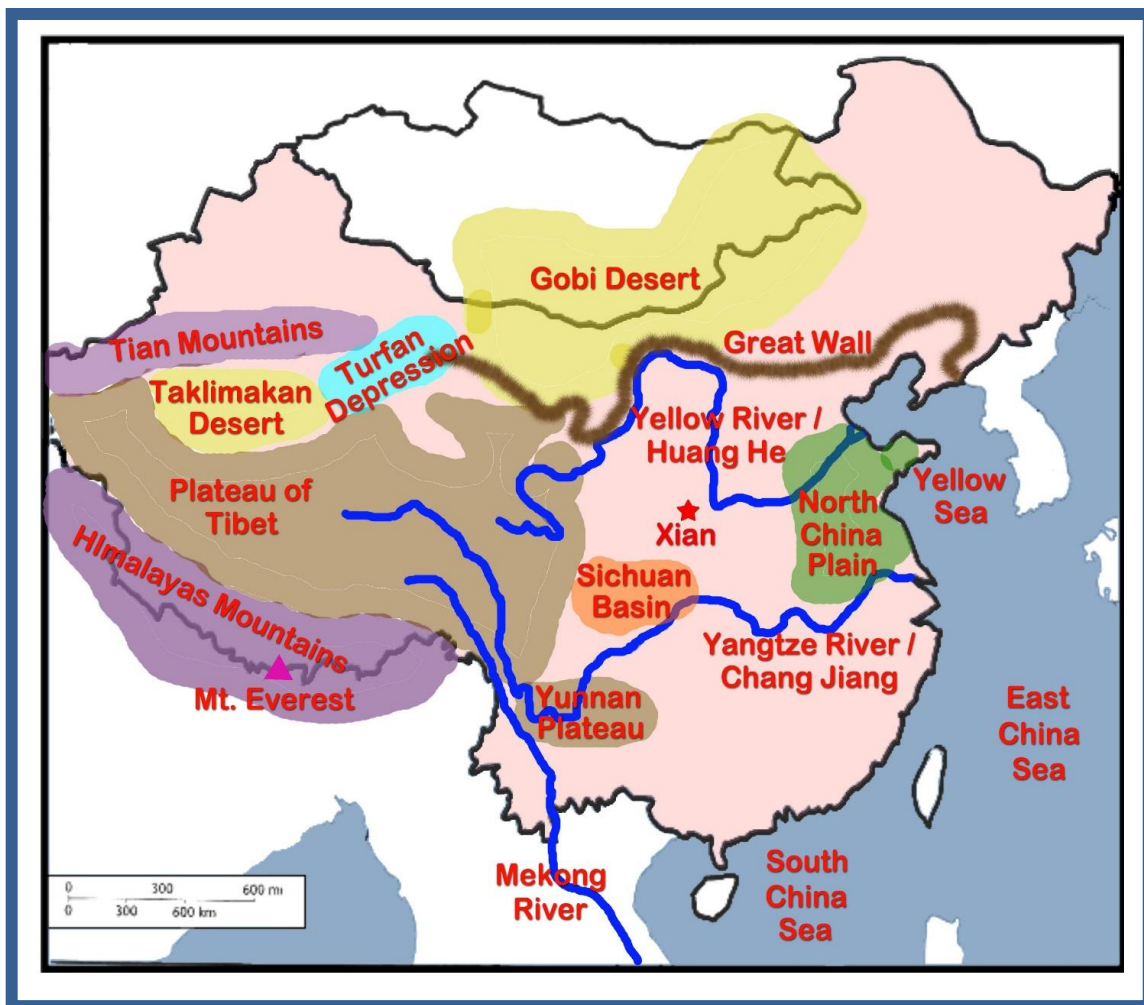 Gobi Desert
Tian Mountains
Great Wall
Turfan
Depression
Taklimakan
Desert
Yellow River /
Huang He
Yellow
Sea
Plateau of
Tibet
North
China
Plain
Xian
HImalayas Mountains
Sichuan
Basin
Yangtze River /
Chang Jiang
Mt. Everest
Yunnan
Plateau
East
China
Sea
Mekong
River
South
China
Sea
0 300 600 mi
0 300 600 km